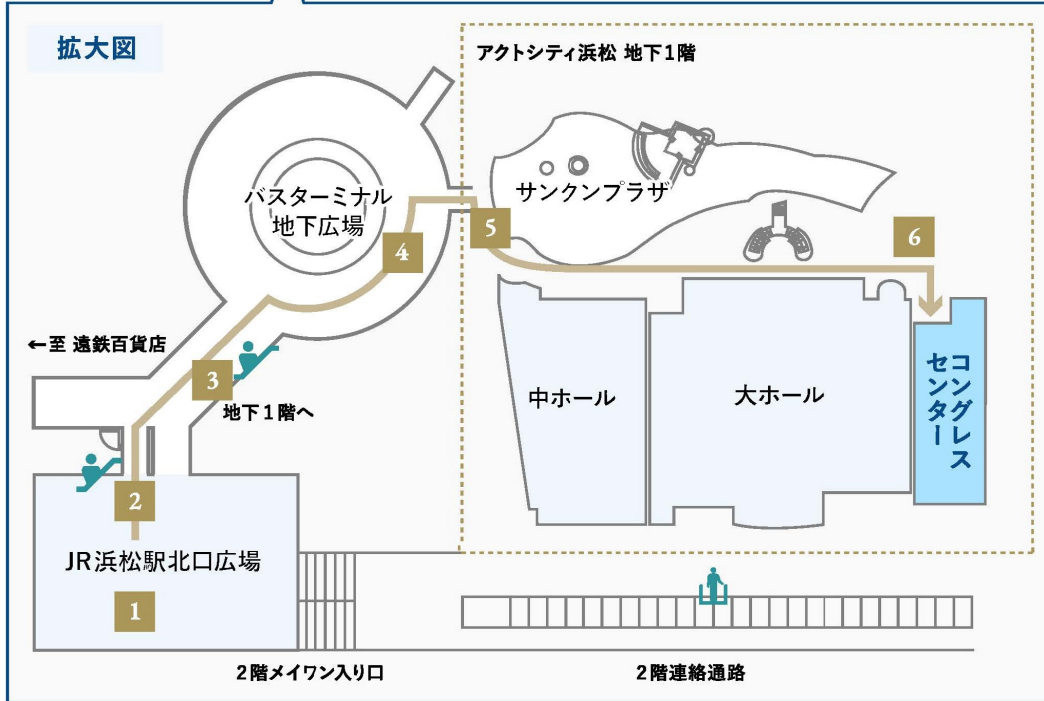 拡大図
アクトシティ浜松 地下1階
バスターミナル
地下広場
サンクンプラザ
4
5
6
←至 遠鉄百貨店
3
地下1階へ
中ホール
大ホール
コングレス
センター
2
JR浜松駅北口広場
1
2階メイワン入り口
2階連絡通路